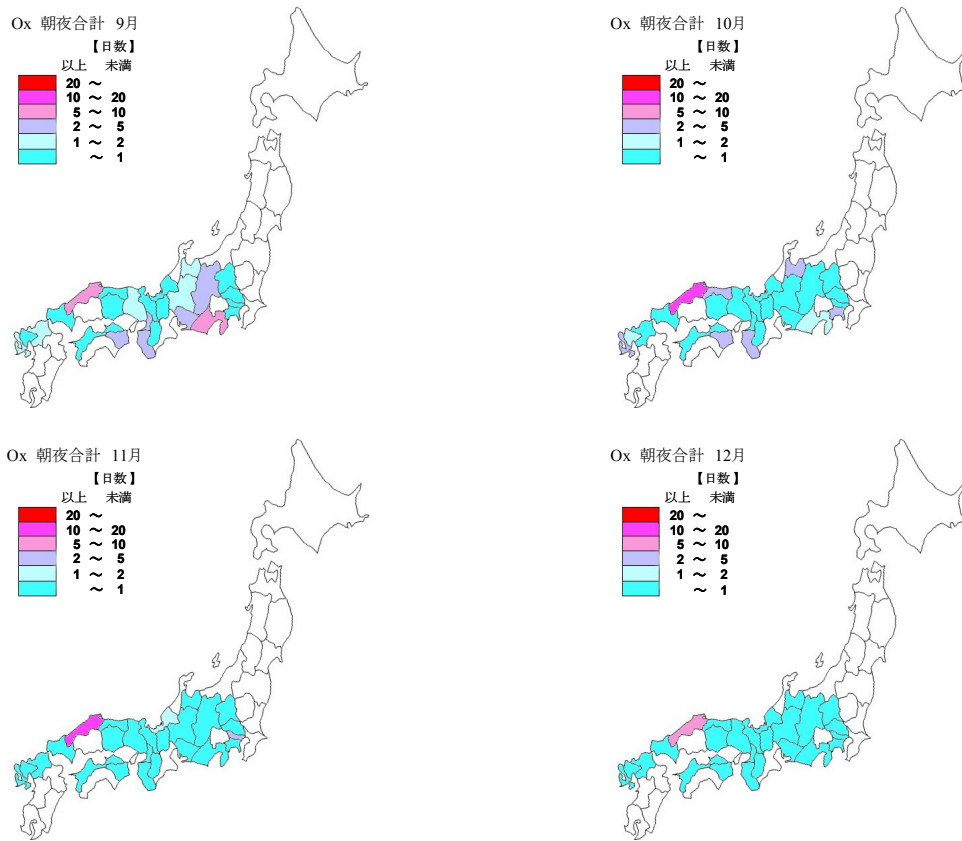 Ox 朝夜合計 9月
【日数】
以上 未満
20 ～
10 ～ 20
5 ～ 10
2 ～ 5
1 ～ 2
～ 1
Ox 朝夜合計 10月
【日数】
以上 未満
20 ～
10 ～ 20
5 ～ 10
2 ～ 5
1 ～ 2
～ 1
Ox 朝夜合計 11月
【日数】
以上 未満
20 ～
10 ～ 20
5 ～ 10
2 ～ 5
1 ～ 2
～ 1
Ox 朝夜合計 12月
【日数】
以上 未満
20 ～
10 ～ 20
5 ～ 10
2 ～ 5
1 ～ 2
～ 1